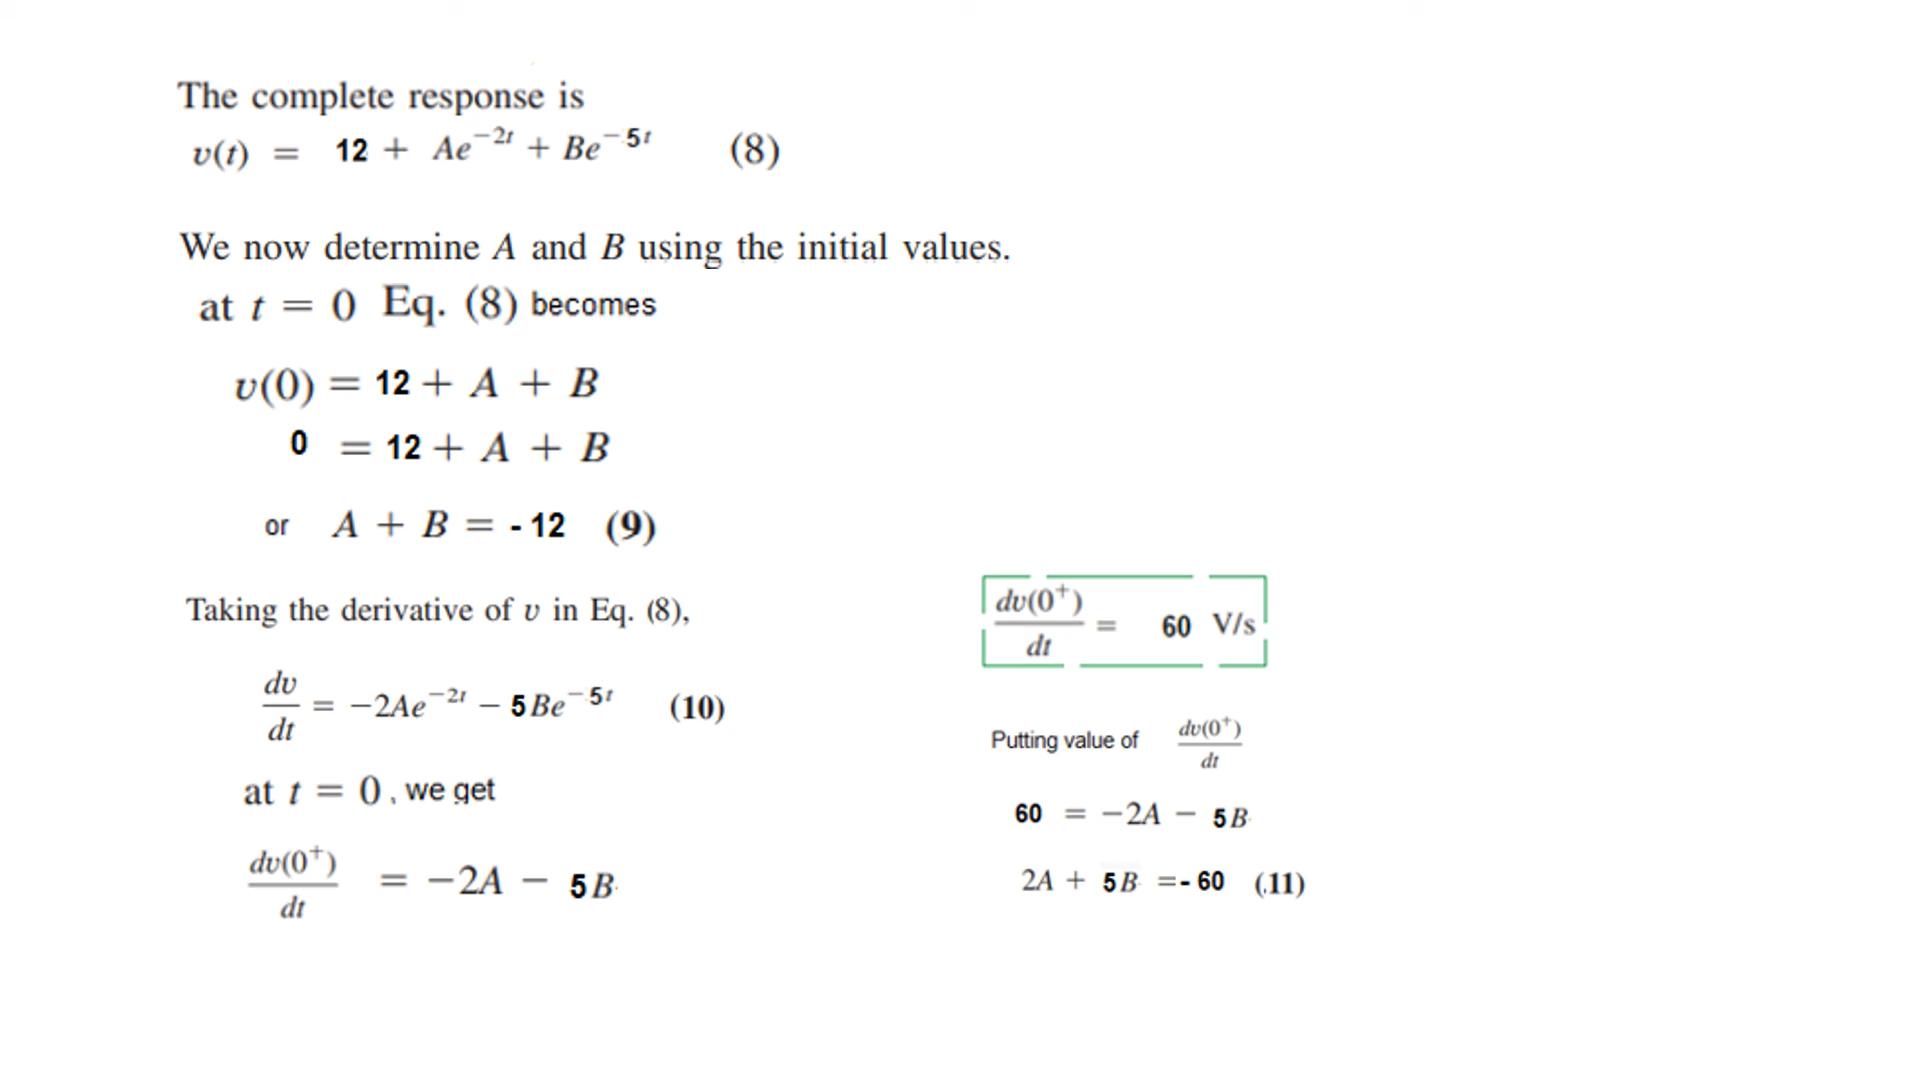 The complete response is
v(t) = 12 + Ae^{-2t} + Be^{-5t} (8)
We now determine A and B using the initial values.
at t = 0 Eq. (8) becomes
v(0) = 12 + A + B
0 = 12 + A + B
or A + B = - 12 (9)
Taking the derivative of v in Eq. (8),
dv/dt = -2Ae^{-2t} - 5Be^{-5t} (10)
at t = 0, we get
dv(0⁺)/dt = -2A - 5B
dv(0⁺)/dt = 60 V/s
Putting value of dv(0⁺)/dt
60 = -2A - 5B
2A + 5B = - 60 (.11)